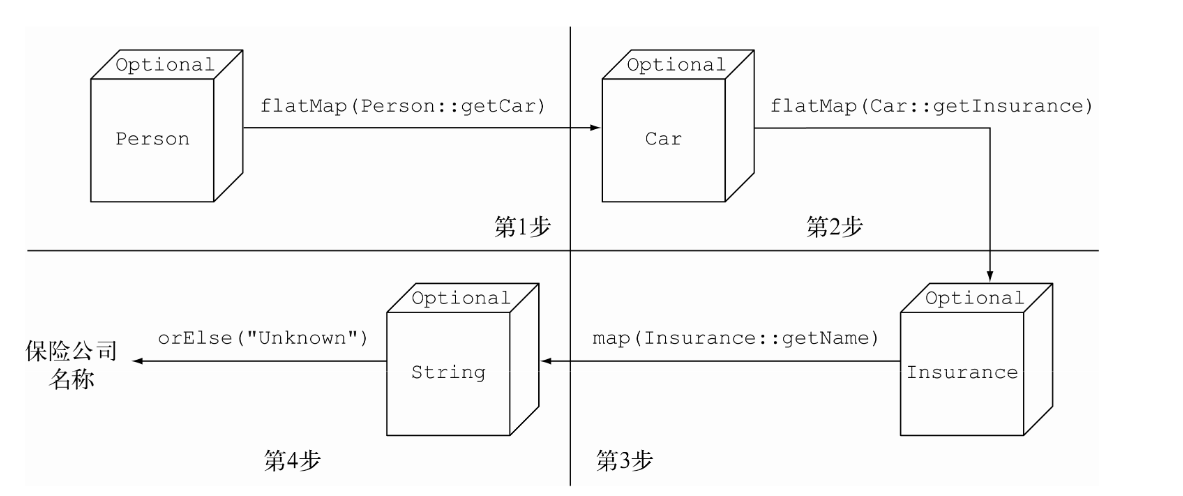 Optional
Person
flatMap(Person::getCar)
第1步
Optional
Car
flatMap(Car::getInsurance)
第2步
Optional
Insurance
map(Insurance::getName)
第3步
Optional
String
orElse("Unknown")
保险公司
名称
第4步